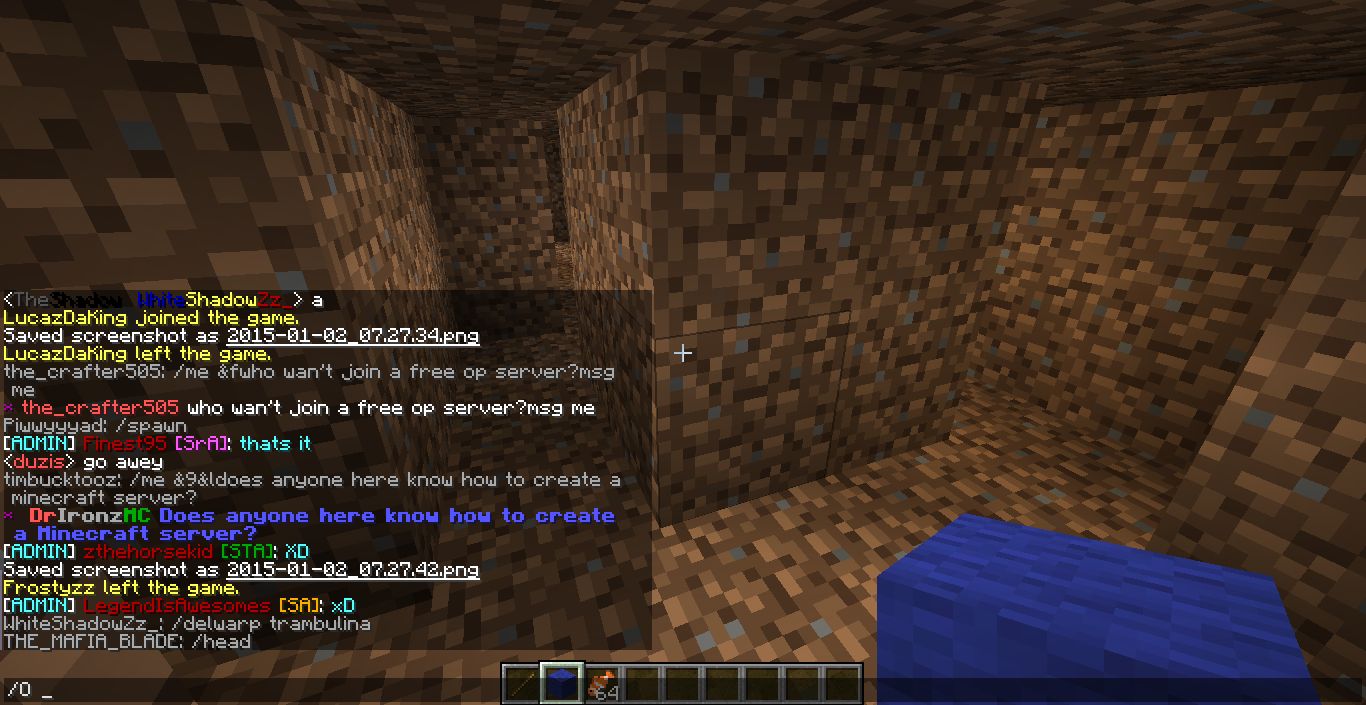 <TheShadow WhiteShadowZz_> a
LucazDaKing joined the game.
Saved screenshot as 2015-01-02_07.27.34.png
LucazDaKing left the game.
the_crafter505: /me &fwho wan't join a free op server?msg
me
* the_crafter505 who wan't join a free op server?msg me
Piwwyyyad: /spawn
[ADMIN] Finest95 [SrA]: thats it
<duzis> go awey
timbucktooz: /me &9&ldoes anyone here know how to create a
minecraft server?
* DrIronzMC Does anyone here know how to create
a Minecraft server?
[ADMIN] zthehorsekid [STA]: XD
Saved screenshot as 2015-01-02_07.27.42.png
Frostyzz left the game.
[ADMIN] LegendIsAwesomes [SA]: xD
WhiteShadowZz_: /delwarp trambulina
THE_MAFIA_BLADE: /head
/O _
64